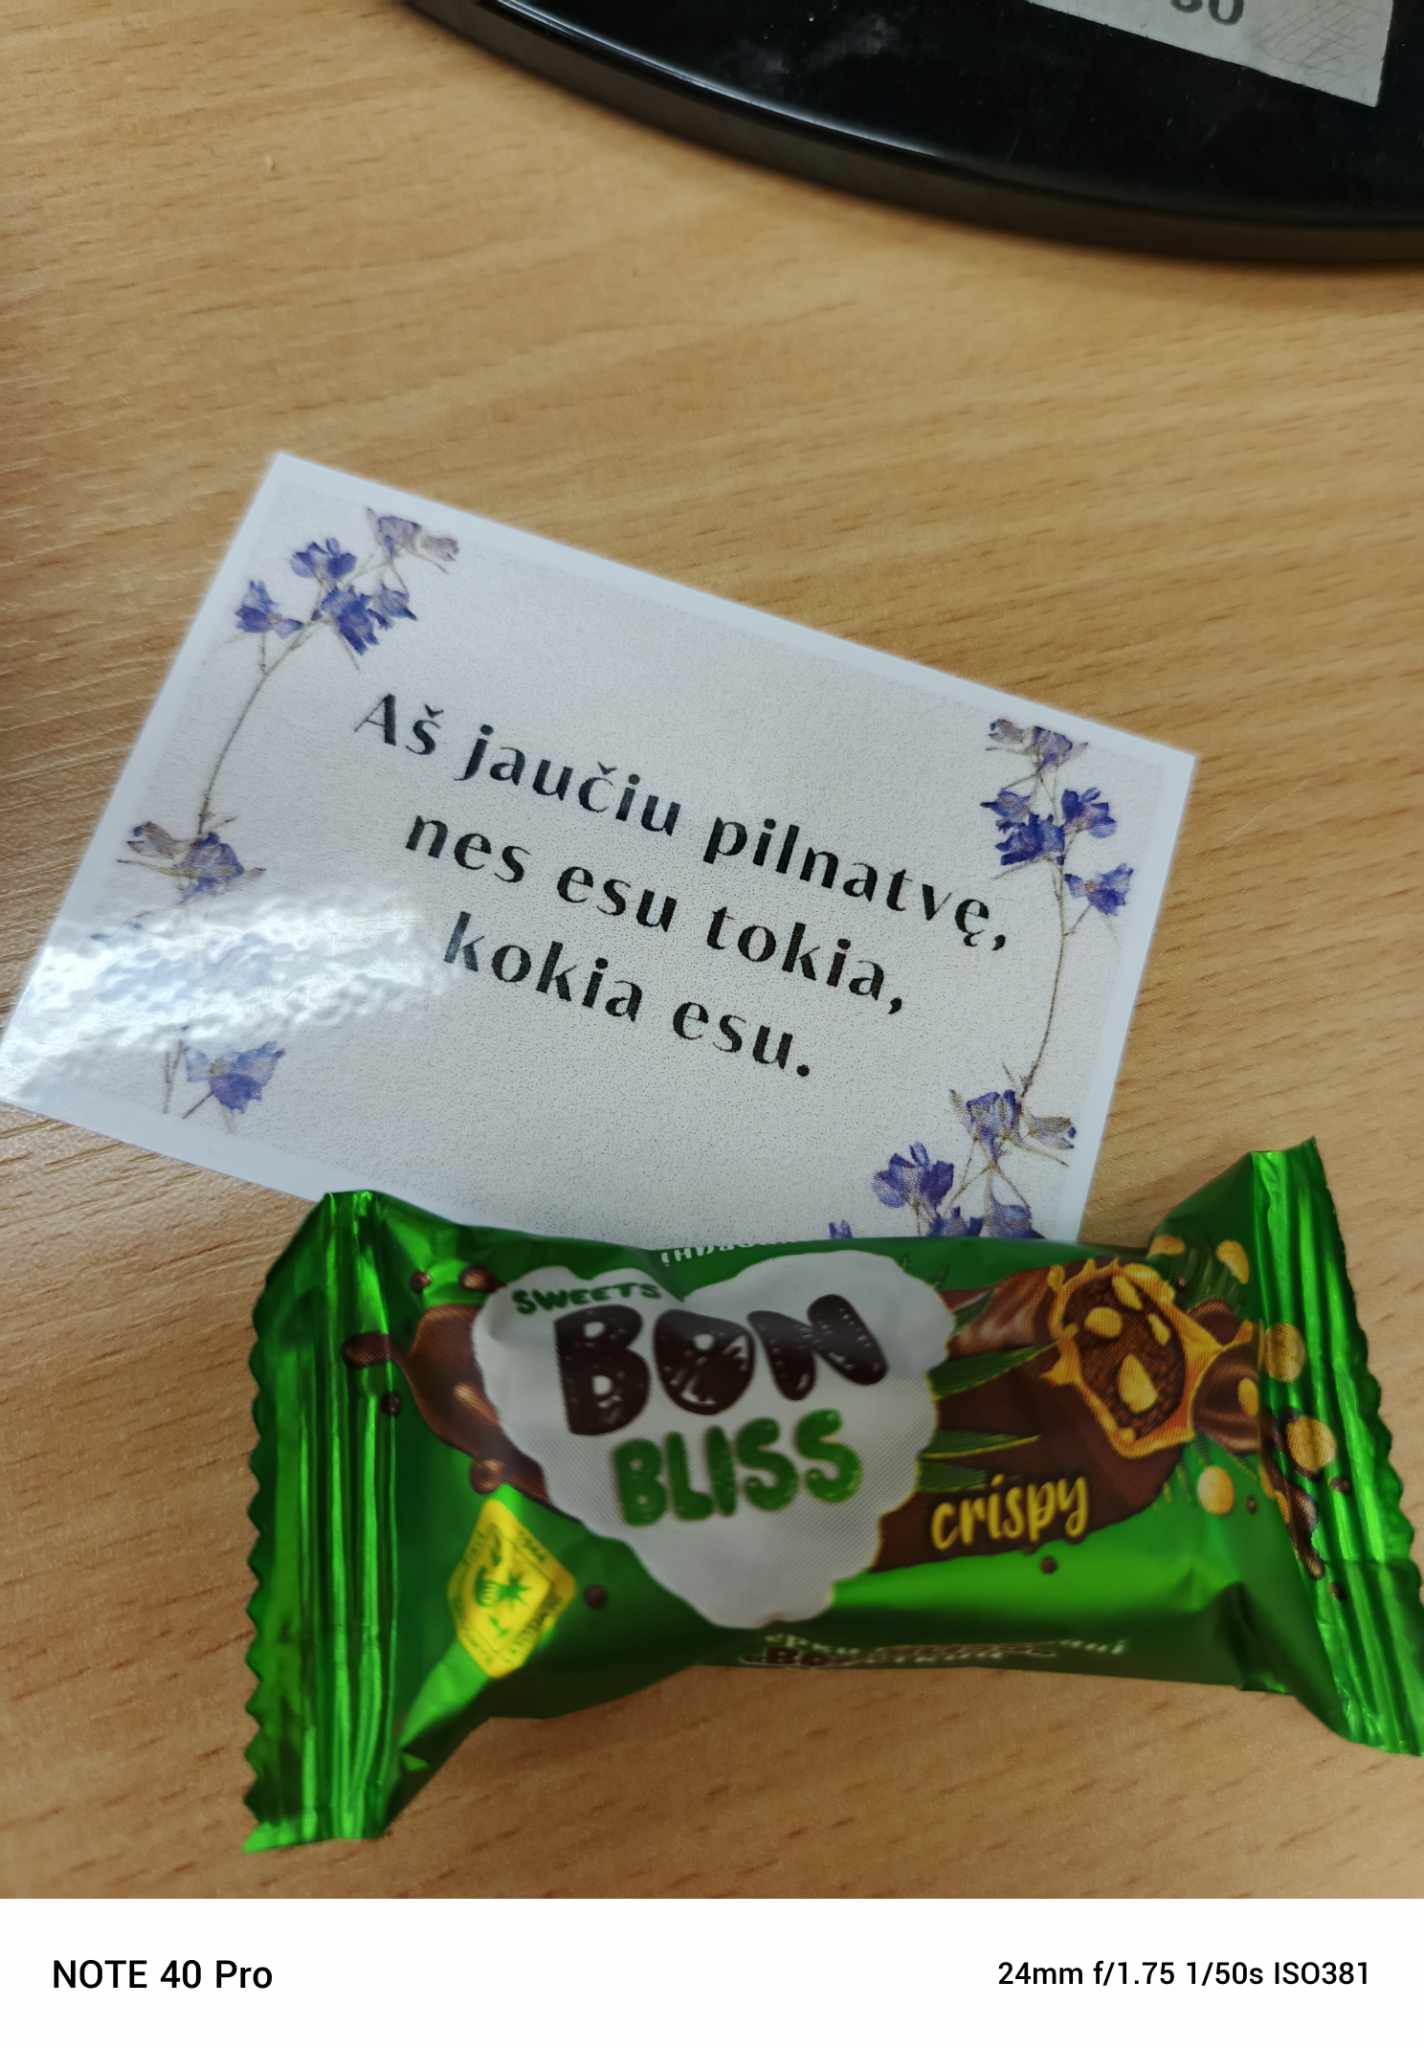 Aš jaučiu pilnatvę,
nes esu tokia,
kokia esu.
SWEETS
BON
BLISS
crispy
NOTE 40 Pro
24mm f/1.75 1/50s ISO381